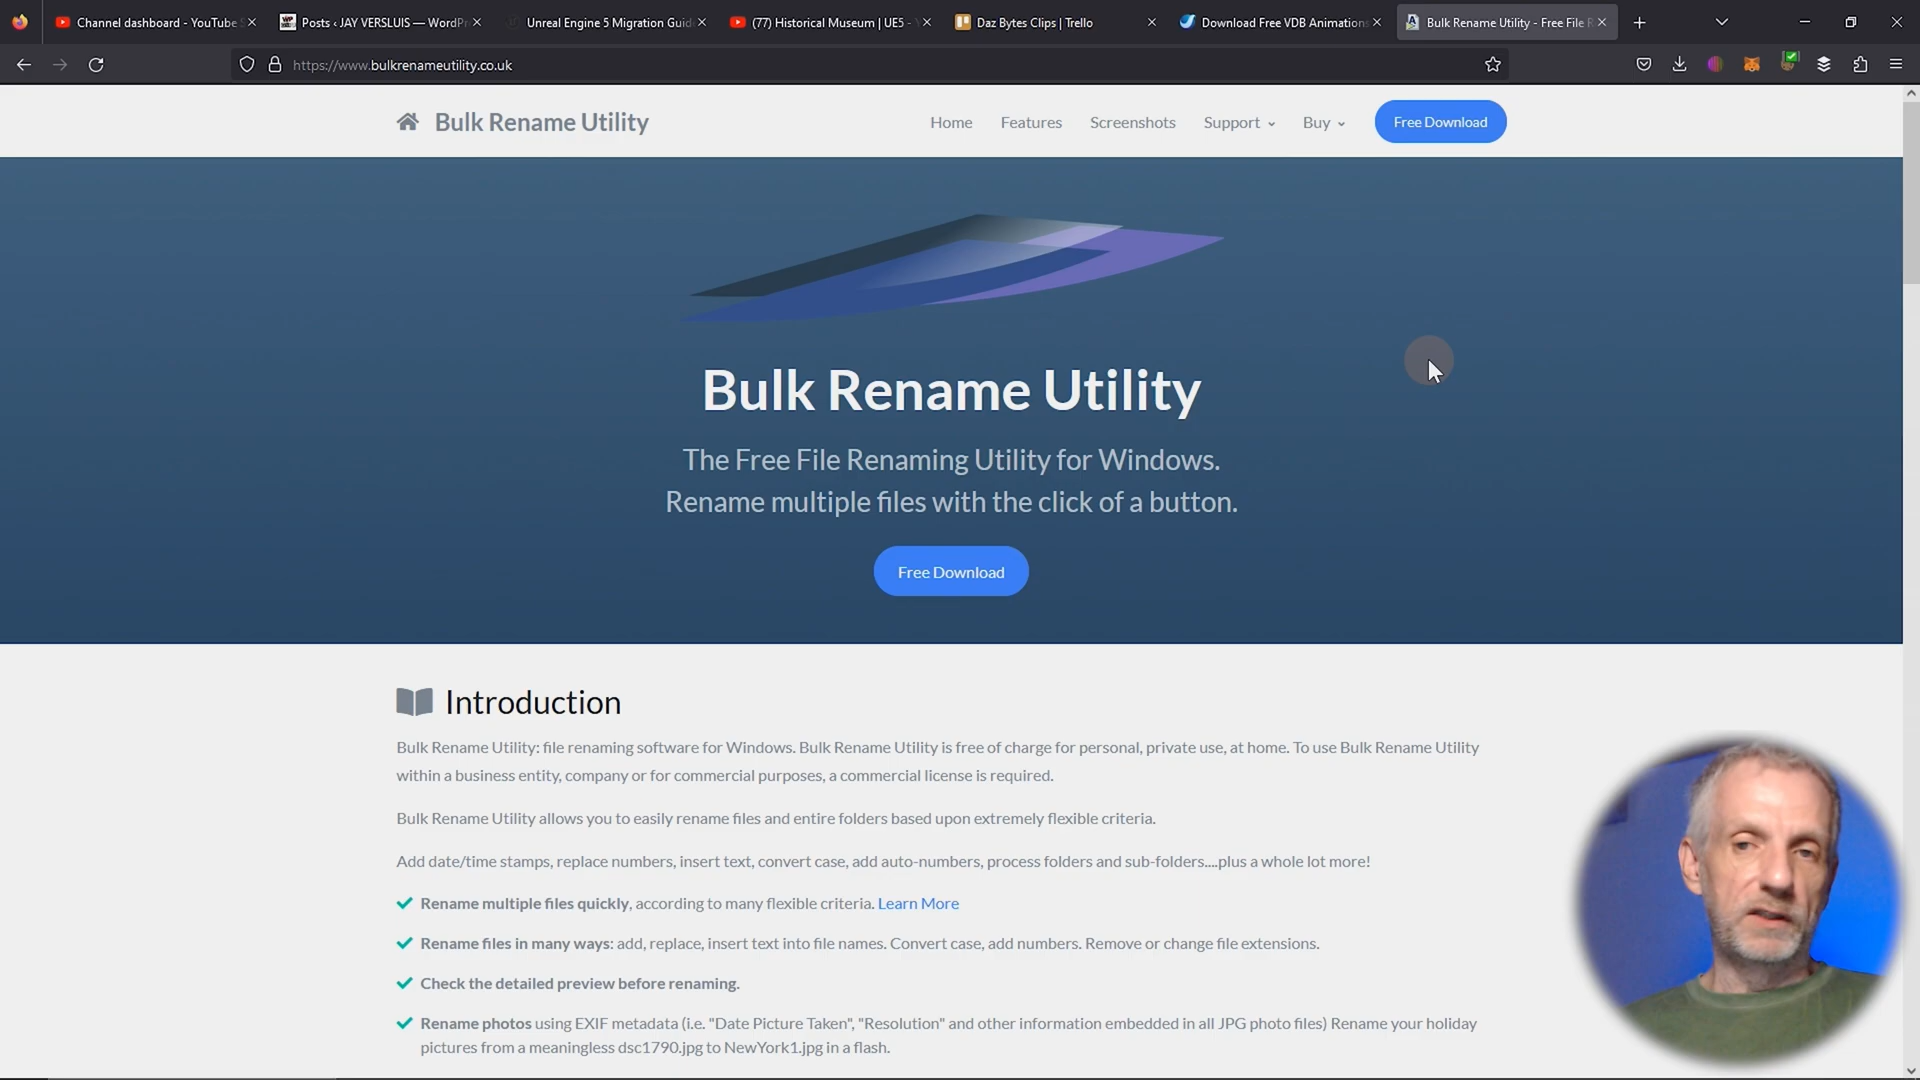 Channel dashboard - YouTube S
Posts ‹ JAY VERSLUIS — WordPr
Unreal Engine 5 Migration Guid
(77) Historical Museum | UE5 - Y
Daz Bytes Clips | Trello
Download Free VDB Animations
Bulk Rename Utility - Free File R
https://www.bulkrenameutility.co.uk
Bulk Rename Utility
Home
Features
Screenshots
Support
Buy
Free Download
Bulk Rename Utility
The Free File Renaming Utility for Windows.
Rename multiple files with the click of a button.
Free Download
Introduction
Bulk Rename Utility: file renaming software for Windows. Bulk Rename Utility is free of charge for personal, private use, at home. To use Bulk Rename Utility
within a business entity, company or for commercial purposes, a commercial license is required.
Bulk Rename Utility allows you to easily rename files and entire folders based upon extremely flexible criteria.
Add date/time stamps, replace numbers, insert text, convert case, add auto-numbers, process folders and sub-folders....plus a whole lot more!
Rename multiple files quickly, according to many flexible criteria. Learn More
Rename files in many ways: add, replace, insert text into file names. Convert case, add numbers. Remove or change file extensions.
Check the detailed preview before renaming.
Rename photos using EXIF metadata (i.e. "Date Picture Taken", "Resolution" and other information embedded in all JPG photo files) Rename your holiday
pictures from a meaningless dsc1790.jpg to NewYork1.jpg in a flash.